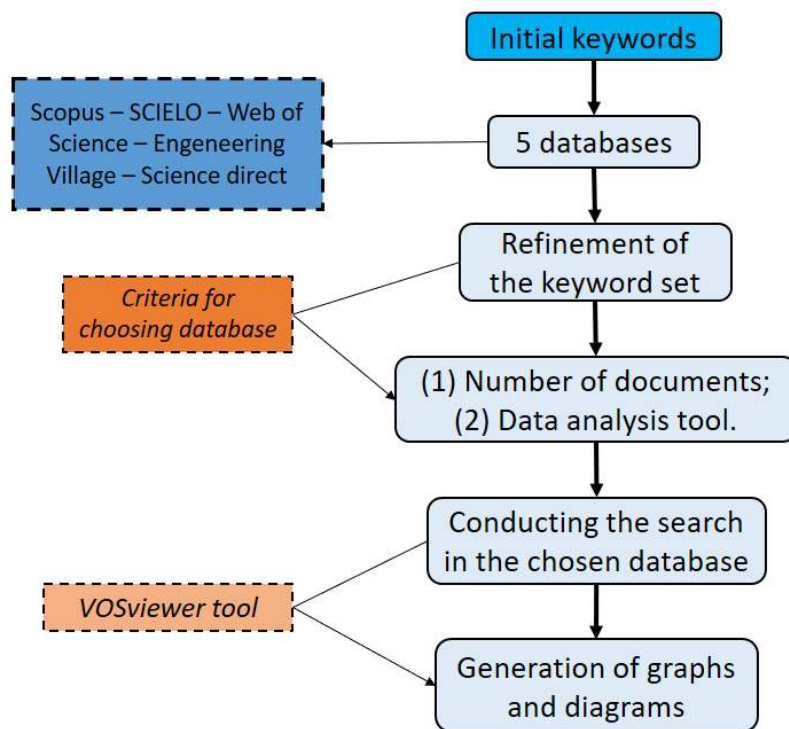 Initial keywords
Scopus – SCIELO – Web of
Science – Engeneering
Village – Science direct
5 databases
Refinement of
the keyword set
Criteria for
choosing database
(1) Number of documents;
(2) Data analysis tool.
Conducting the search
in the chosen database
VOSviewer tool
Generation of graphs
and diagrams